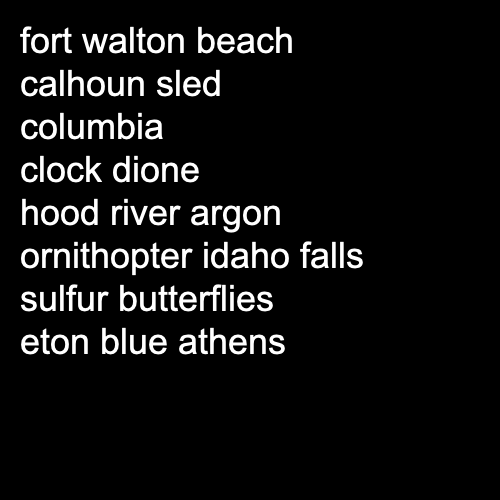 fort walton beach
calhoun sled
columbia
clock dione
hood river argon
ornithopter idaho falls
sulfur butterflies
eton blue athens